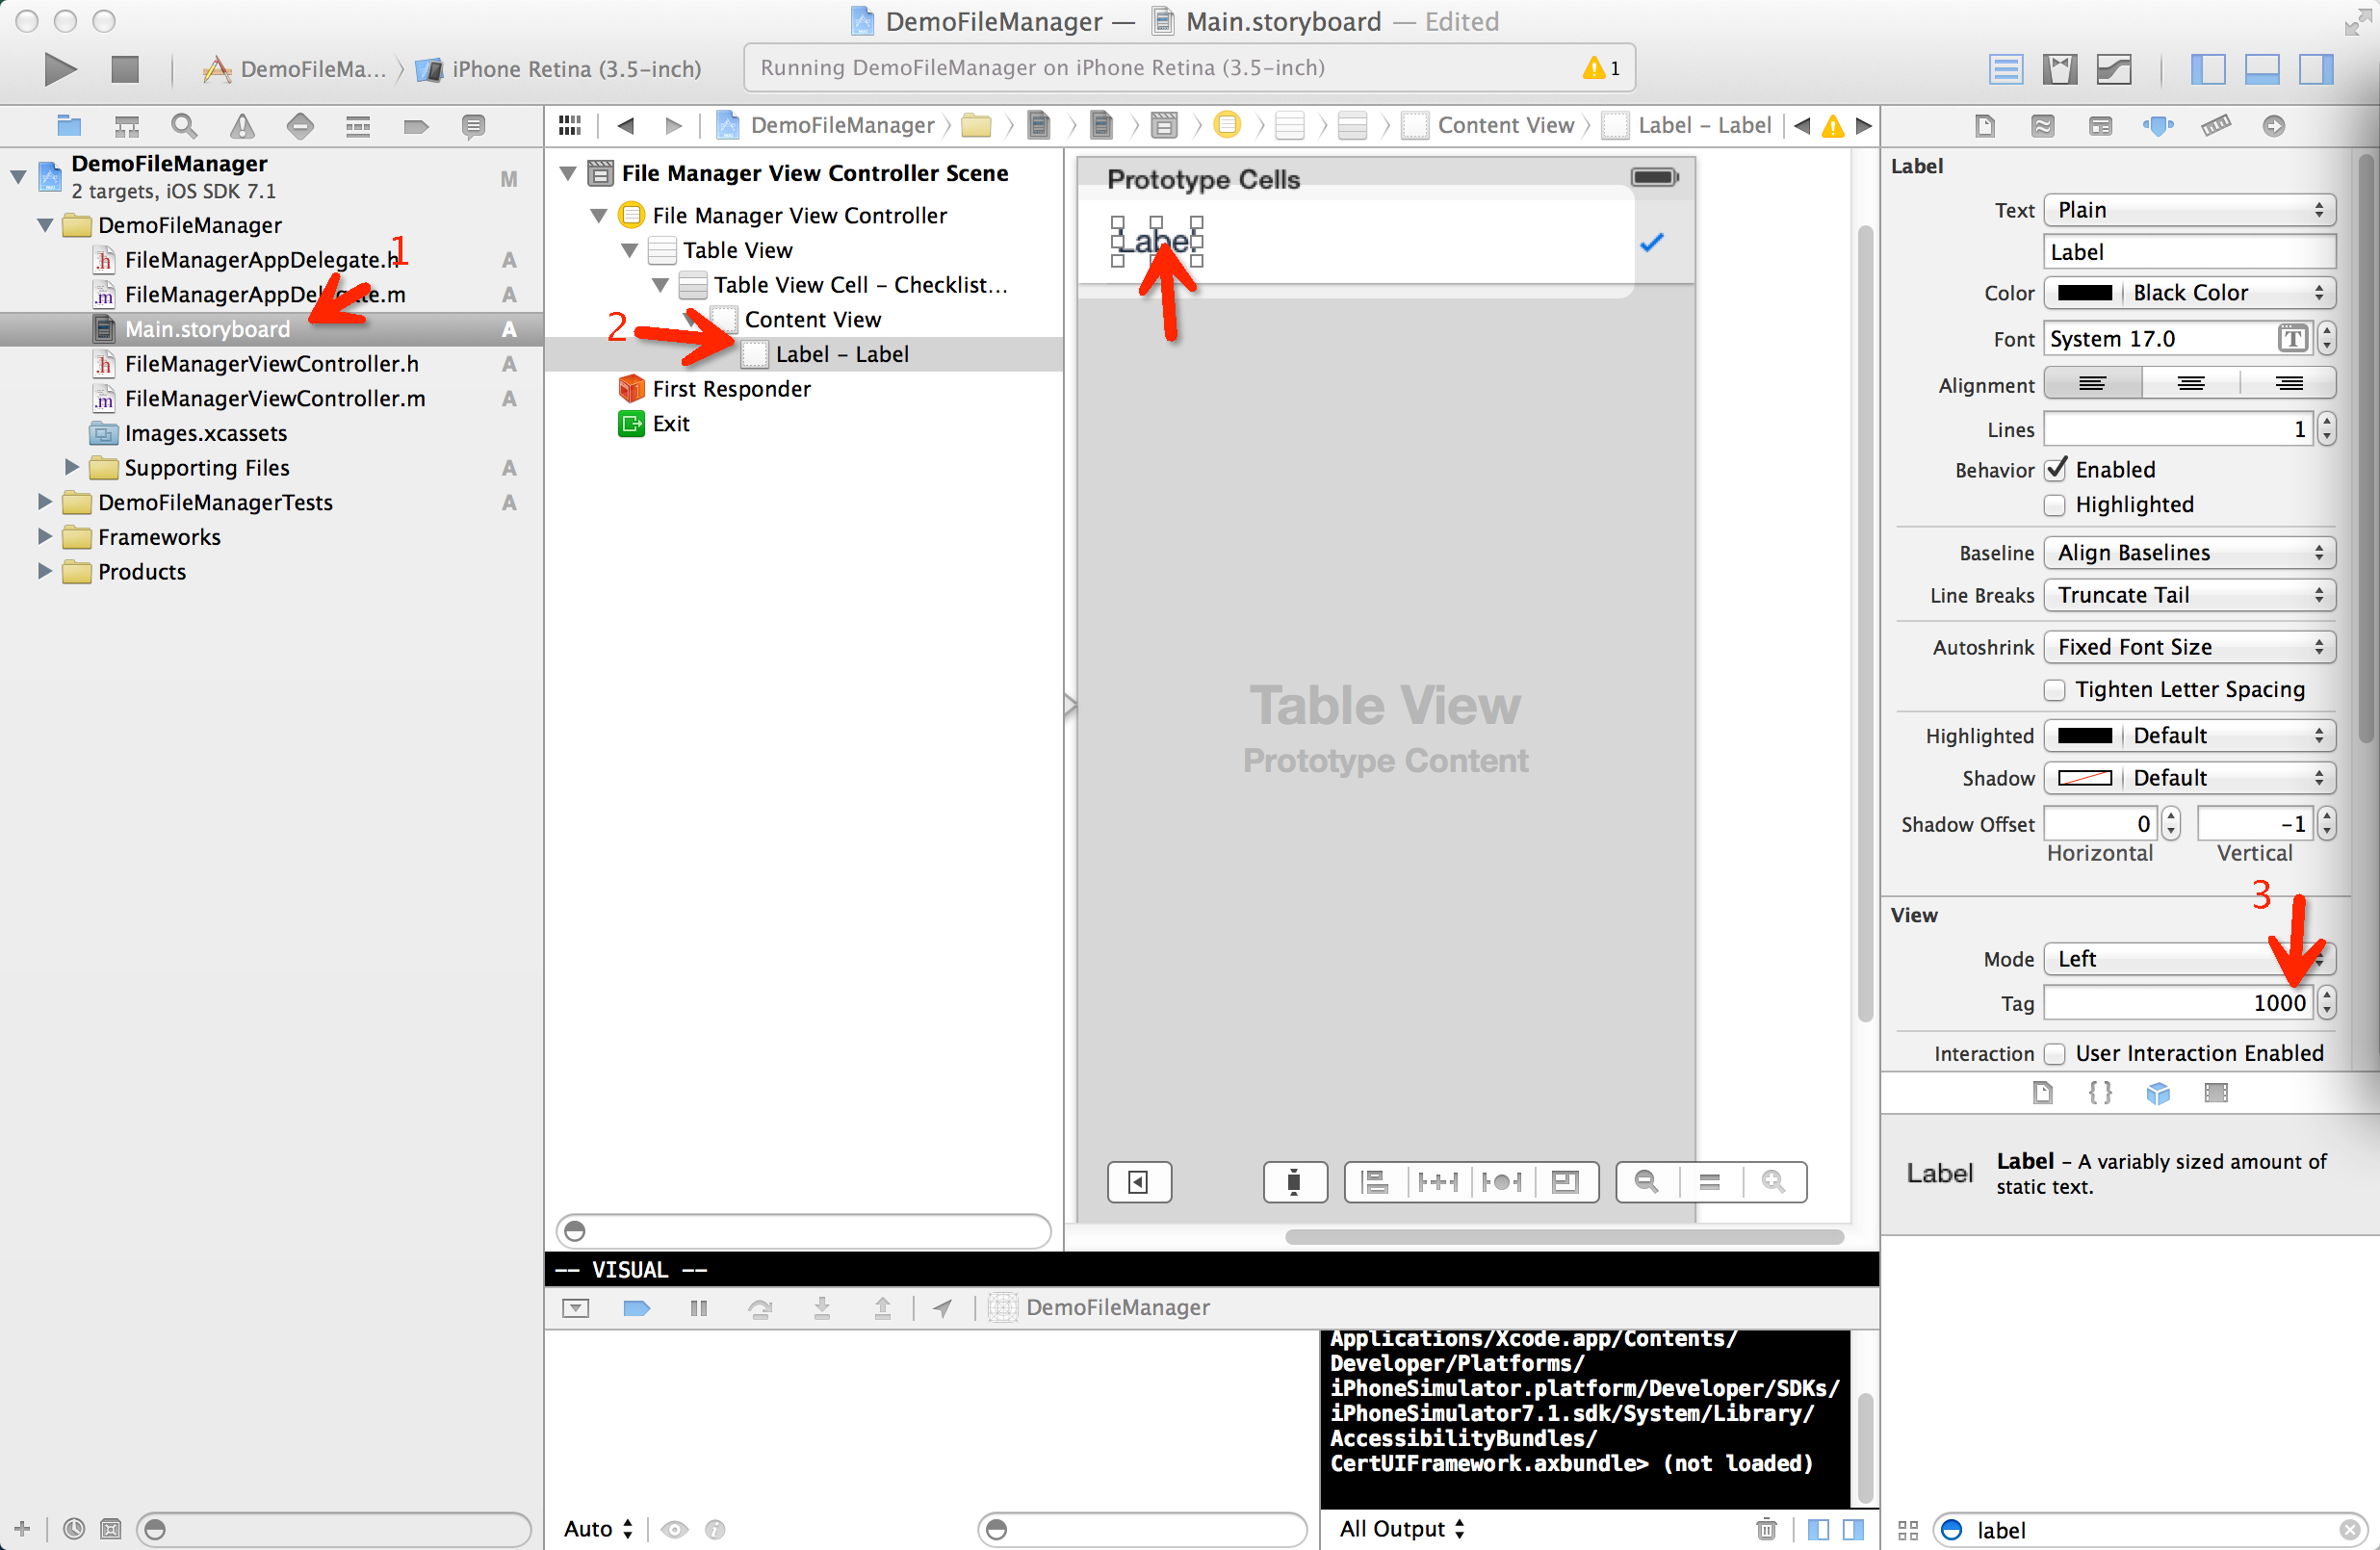 DemoFileManager — Main.storyboard — Edited
DemoFileMa... iPhone Retina (3.5-inch)
Running DemoFileManager on iPhone Retina (3.5-inch) 1
DemoFileManager Content View Label – Label
DemoFileManager
2 targets, iOS SDK 7.1 M
DemoFileManager
1
FileManagerAppDelegate.h A
FileManagerAppDelegate.m A
Main.storyboard A
FileManagerViewController.h A
FileManagerViewController.m A
Images.xcassets
Supporting Files A
DemoFileManagerTests A
Frameworks
Products
File Manager View Controller Scene
File Manager View Controller
Table View
Table View Cell – Checklist...
2
Content View
Label – Label
First Responder
Exit
Prototype Cells
Label
Table View
Prototype Content
-- VISUAL --
DemoFileManager
Applications/Xcode.app/Contents/
Developer/Platforms/
iPhoneSimulator.platform/Developer/SDKs/
iPhoneSimulator7.1.sdk/System/Library/
AccessibilityBundles/
CertUIFramework.axbundle> (not loaded)
Auto
All Output
Label
Text Plain
Label
Color Black Color
Font System 17.0 T
Alignment
Lines 1
Behavior Enabled
Highlighted
Baseline Align Baselines
Line Breaks Truncate Tail
Autoshrink Fixed Font Size
Tighten Letter Spacing
Highlighted Default
Shadow Default
Shadow Offset 0 -1
Horizontal Vertical
3
View
Mode Left
Tag 1000
Interaction User Interaction Enabled
{ }
Label Label – A variably sized amount of
static text.
label